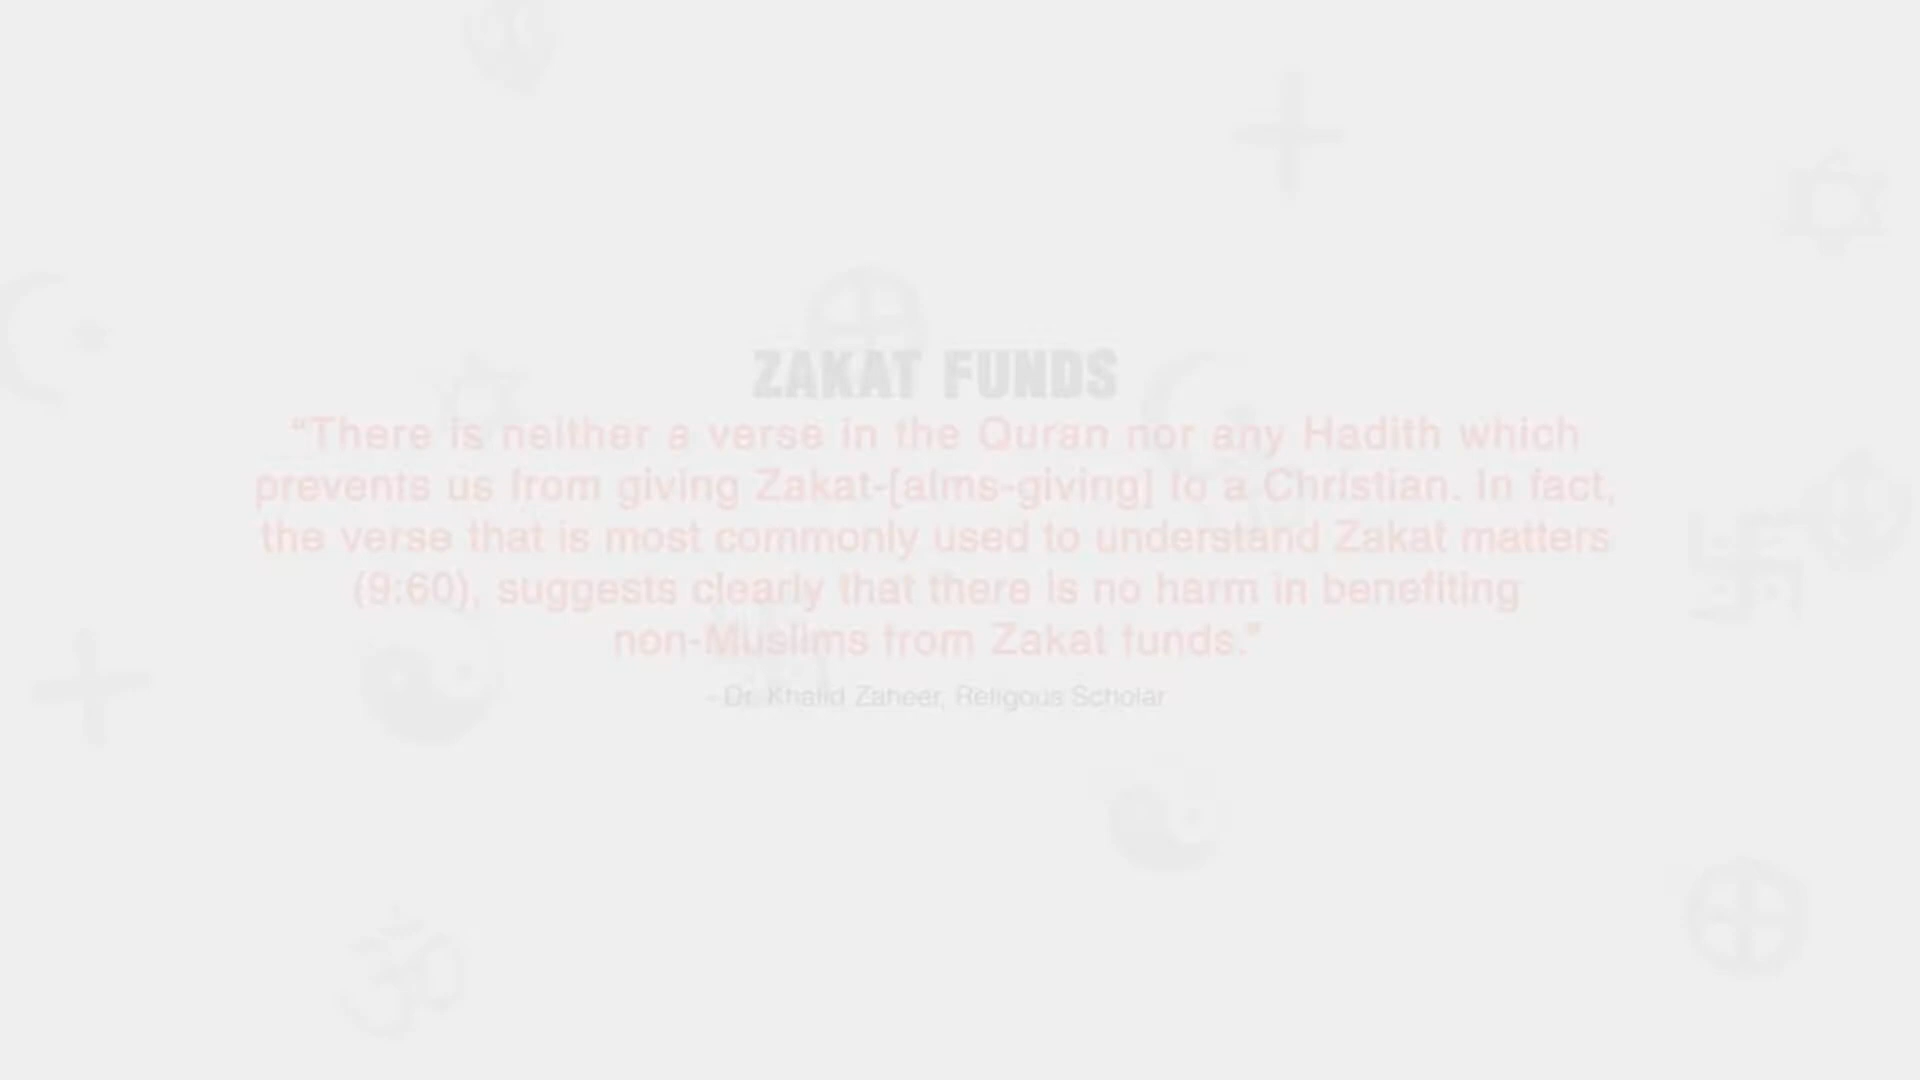 ZAKAT FUNDS
“There is neither a verse in the Quran nor any Hadith which
prevents us from giving Zakat-[alms-giving] to a Christian. In fact,
the verse that is most commonly used to understand Zakat matters
(9:60), suggests clearly that there is no harm in benefiting
non-Muslims from Zakat funds.”
- Dr. Khalid Zaheer, Religous Scholar